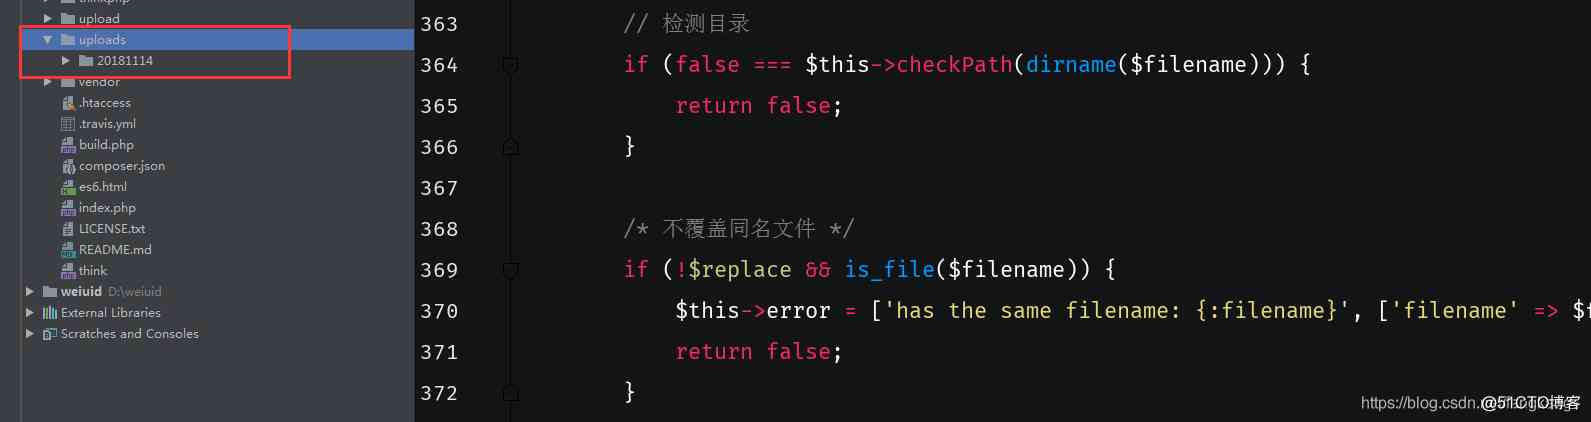 upload
uploads
20181114
vendor
.htaccess
.travis.yml
build.php
composer.json
es6.html
index.php
LICENSE.txt
README.md
think
weiuid D:\weiuid
External Libraries
Scratches and Consoles
363 // 检测目录
364 if (false === $this->checkPath(dirname($filename))) {
365 return false;
366 }
367
368 /* 不覆盖同名文件 */
369 if (!$replace && is_file($filename)) {
370 $this->error = ['has the same filename: {:filename}', ['filename' => $f
371 return false;
372 }
https://blog.csdn.
@51CTO博客